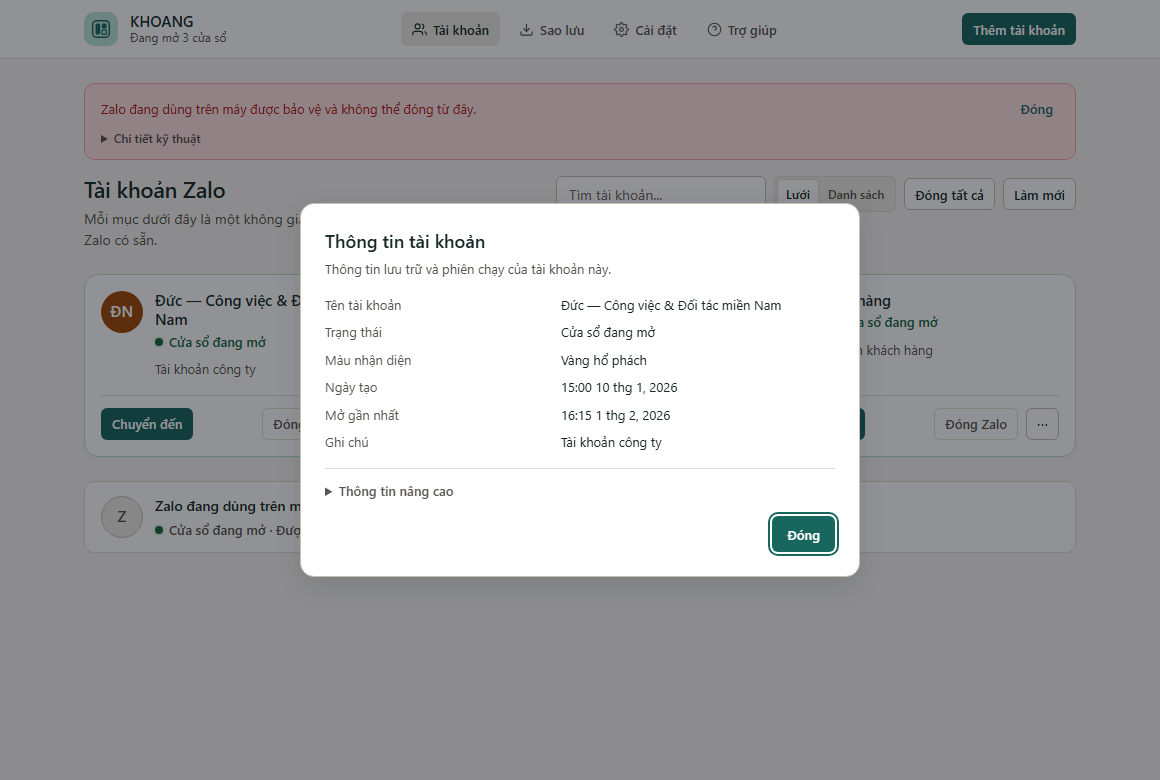 KHOANG
Đang mở 3 cửa sổ
Tài khoản
Sao lưu
Cài đặt
Trợ giúp
Thêm tài khoản
Zalo đang dùng trên máy được bảo vệ và không thể đóng từ đây.
Đóng
Chi tiết kỹ thuật
Tài khoản Zalo
Tìm tài khoản...
Lưới
Danh sách
Đóng tất cả
Làm mới
Mỗi mục dưới đây là một không
Zalo có sẵn.
ĐN
Đức — Công việc &
Nam
Cửa sổ đang mở
Tài khoản công ty
Chuyển đến
Thông tin tài khoản
Thông tin lưu trữ và phiên chạy của tài khoản này.
Tên tài khoản
Đức — Công việc & Đối tác miền Nam
Trạng thái
Cửa sổ đang mở
Màu nhận diện
Vàng hổ phách
Ngày tạo
15:00 10 thg 1, 2026
Mở gần nhất
16:15 1 thg 2, 2026
Ghi chú
Tài khoản công ty
Thông tin nâng cao
Đóng
hàng
sổ đang mở
khách hàng
Đóng Zalo
...
Z
Zalo đang dùng trên
Cửa sổ đang mở ·